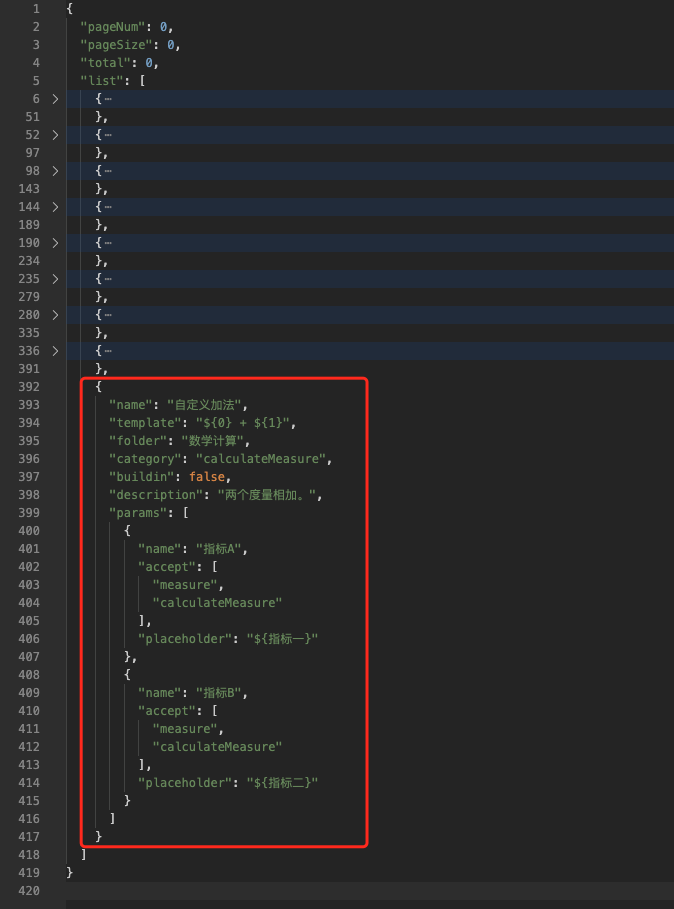 1 {
2 "pageNum": 0,
3 "pageSize": 0,
4 "total": 0,
5 "list": [
6 > {…
51 },
52 > {…
97 },
98 > {…
143 },
144 > {…
189 },
190 > {…
234 },
235 > {…
279 },
280 > {…
335 },
336 > {…
391 },
392 {
393 "name": "自定义加法",
394 "template": "${0} + ${1}",
395 "folder": "数学计算",
396 "category": "calculateMeasure",
397 "buildin": false,
398 "description": "两个度量相加。",
399 "params": [
400 {
401 "name": "指标A",
402 "accept": [
403 "measure",
404 "calculateMeasure"
405 ],
406 "placeholder": "${指标一}"
407 },
408 {
409 "name": "指标B",
410 "accept": [
411 "measure",
412 "calculateMeasure"
413 ],
414 "placeholder": "${指标二}"
415 }
416 ]
417 }
418 ]
419 }
420